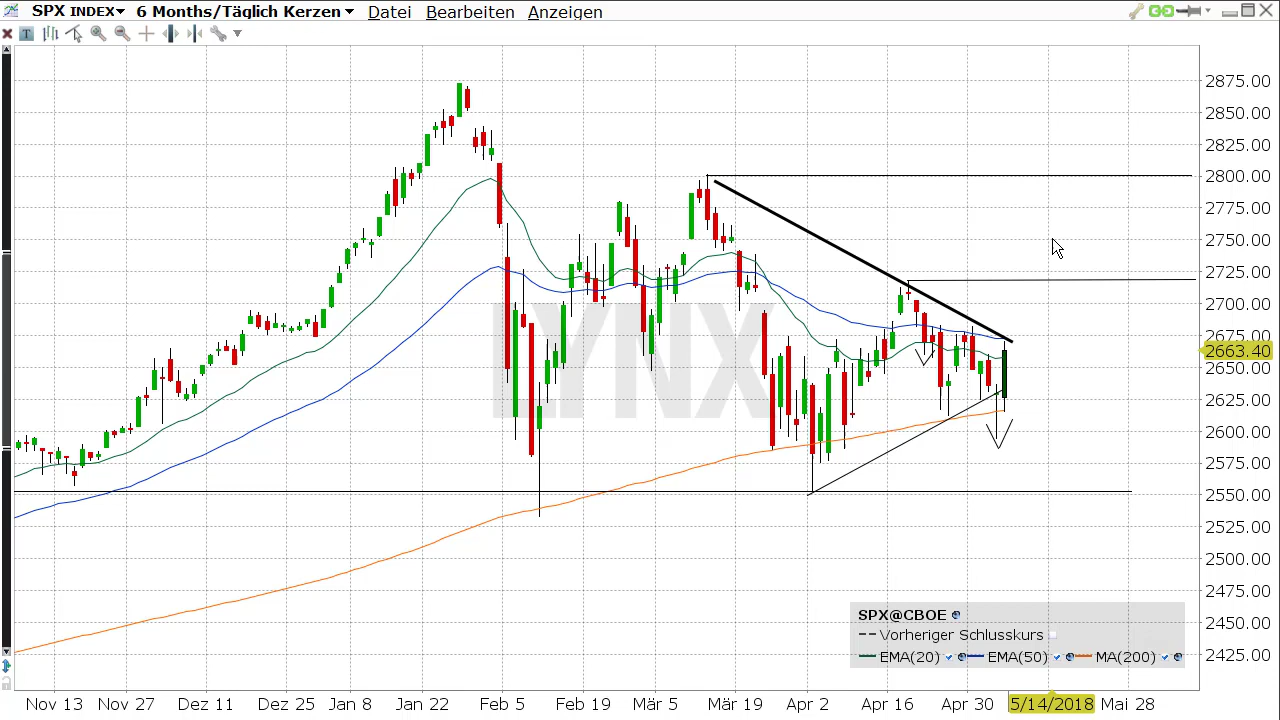 SPX INDEX 6 Months/Täglich Kerzen Datei Bearbeiten Anzeigen
T
2875.00
2850.00
2825.00
2800.00
2775.00
2750.00
2725.00
2700.00
2675.00
2663.40
2650.00
2625.00
2600.00
2575.00
2550.00
2525.00
2500.00
2475.00
2450.00
2425.00
LYNX
SPX@CBOE
Vorheriger Schlusskurs
EMA(20) EMA(50) MA(200)
Nov 13 Nov 27 Dez 11 Dez 25 Jan 8 Jan 22 Feb 5 Feb 19 Mär 5 Mär 19 Apr 2 Apr 16 Apr 30 5/14/2018 Mai 28